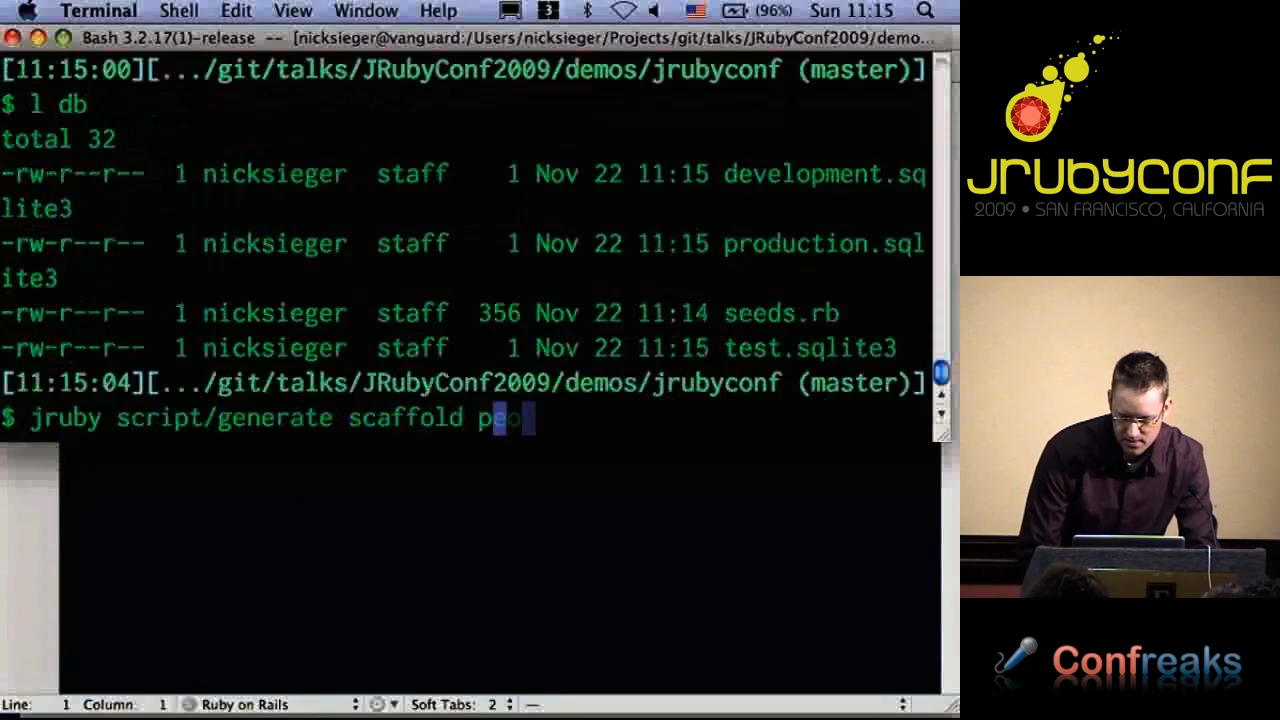 Terminal Shell Edit View Window Help 3 (96%) Sun 11:15
Bash 3.2.17(1)-release -- [nicksieger@vanguard:/Users/nicksieger/Projects/git/talks/JRubyConf2009/demo...
[11:15:00][.../git/talks/JRubyConf2009/demos/jrubyconf (master)]
$ l db
total 32
-rw-r--r-- 1 nicksieger staff 1 Nov 22 11:15 development.sq
lite3
-rw-r--r-- 1 nicksieger staff 1 Nov 22 11:15 production.sql
ite3
-rw-r--r-- 1 nicksieger staff 356 Nov 22 11:14 seeds.rb
-rw-r--r-- 1 nicksieger staff 1 Nov 22 11:15 test.sqlite3
[11:15:04][.../git/talks/JRubyConf2009/demos/jrubyconf (master)]
$ jruby script/generate scaffold peo
Line: 1 Column: 1 Ruby on Rails Soft Tabs: 2 —
JRubyConf
2009 • SAN FRANCISCO, CALIFORNIA
Confreaks